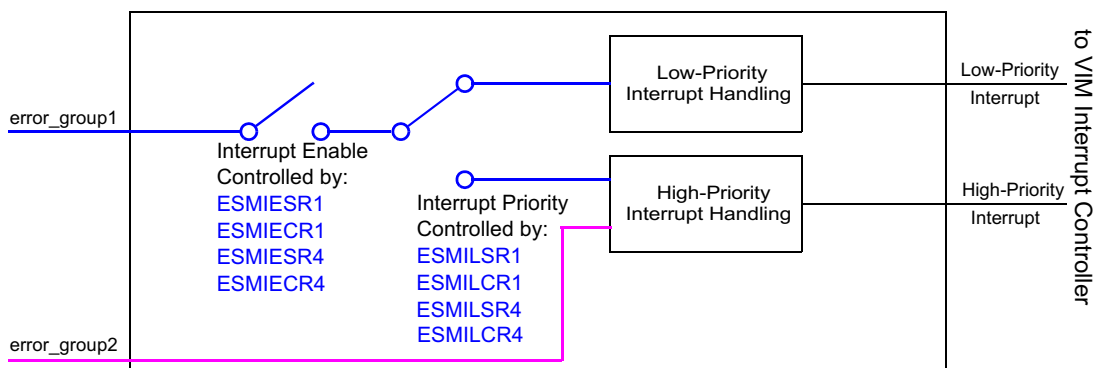 error_group1
Interrupt Enable
Controlled by:
ESMIESR1
ESMIECR1
ESMIESR4
ESMIECR4
Interrupt Priority
Controlled by:
ESMILSR1
ESMILCR1
ESMILSR4
ESMILCR4
Low-Priority
Interrupt Handling
High-Priority
Interrupt Handling
Low-Priority
Interrupt
High-Priority
Interrupt
to VIM Interrupt Controller
error_group2